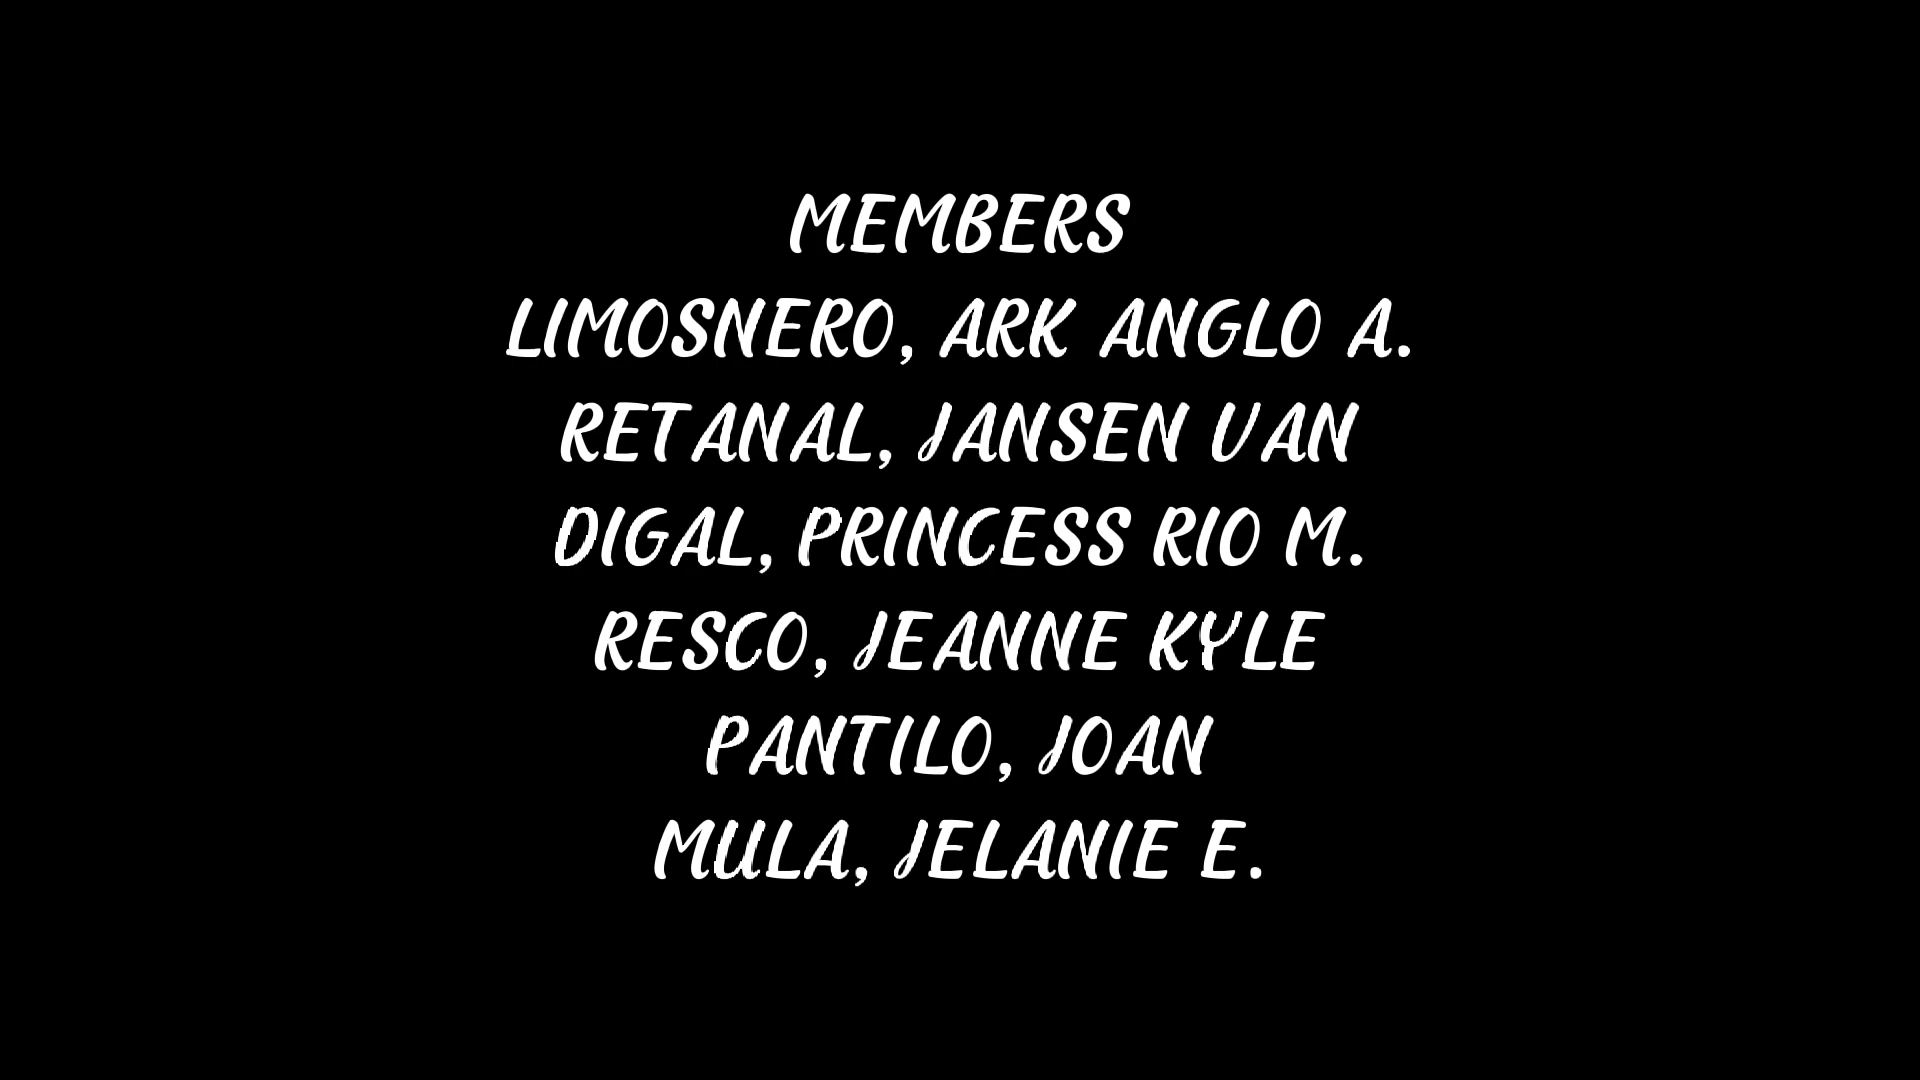 MEMBERS
LIMOSNERO, ARK ANGLO A.
RETANAL, JANSEN VAN
DIGAL, PRINCESS RIO M.
RESCO, JEANNE KYLE
PANTILO, JOAN
MULA, JELANIE E.